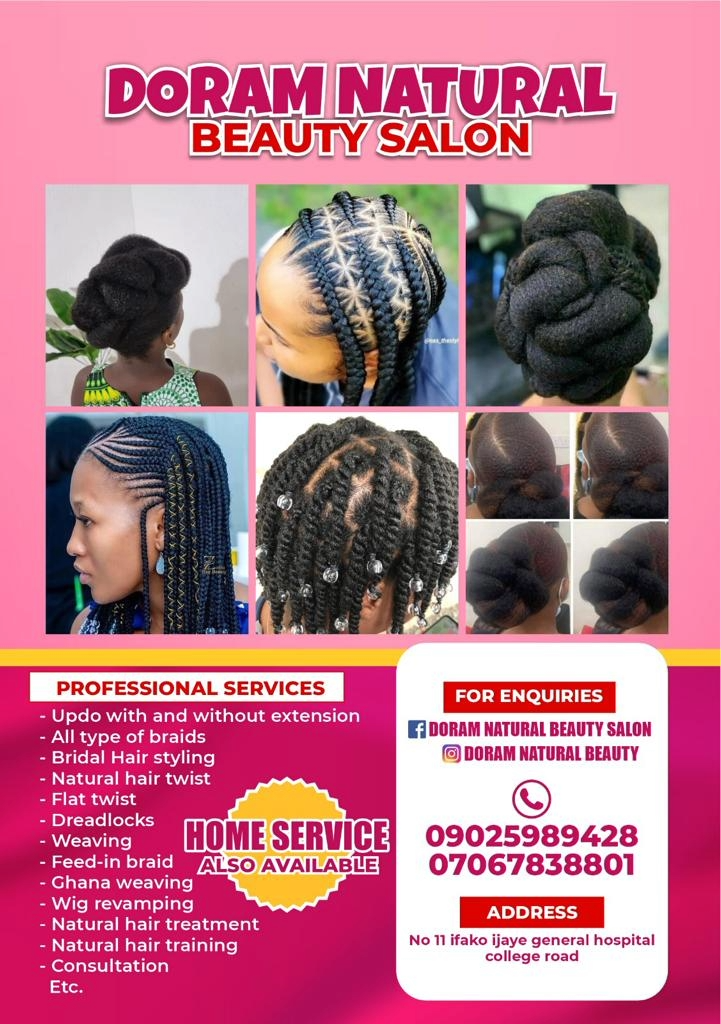 DORAM NATURAL
BEAUTY SALON
PROFESSIONAL SERVICES
- Updo with and without extension
- All type of braids
- Bridal Hair styling
- Natural hair twist
- Flat twist
- Dreadlocks
- Weaving
- Feed-in braid
- Ghana weaving
- Wig revamping
- Natural hair treatment
- Natural hair training
- Consultation
Etc.
HOME SERVICE
ALSO AVAILABLE
FOR ENQUIRIES
DORAM NATURAL BEAUTY SALON
DORAM NATURAL BEAUTY
09025989428
07067838801
ADDRESS
No 11 ifako ijaye general hospital
college road